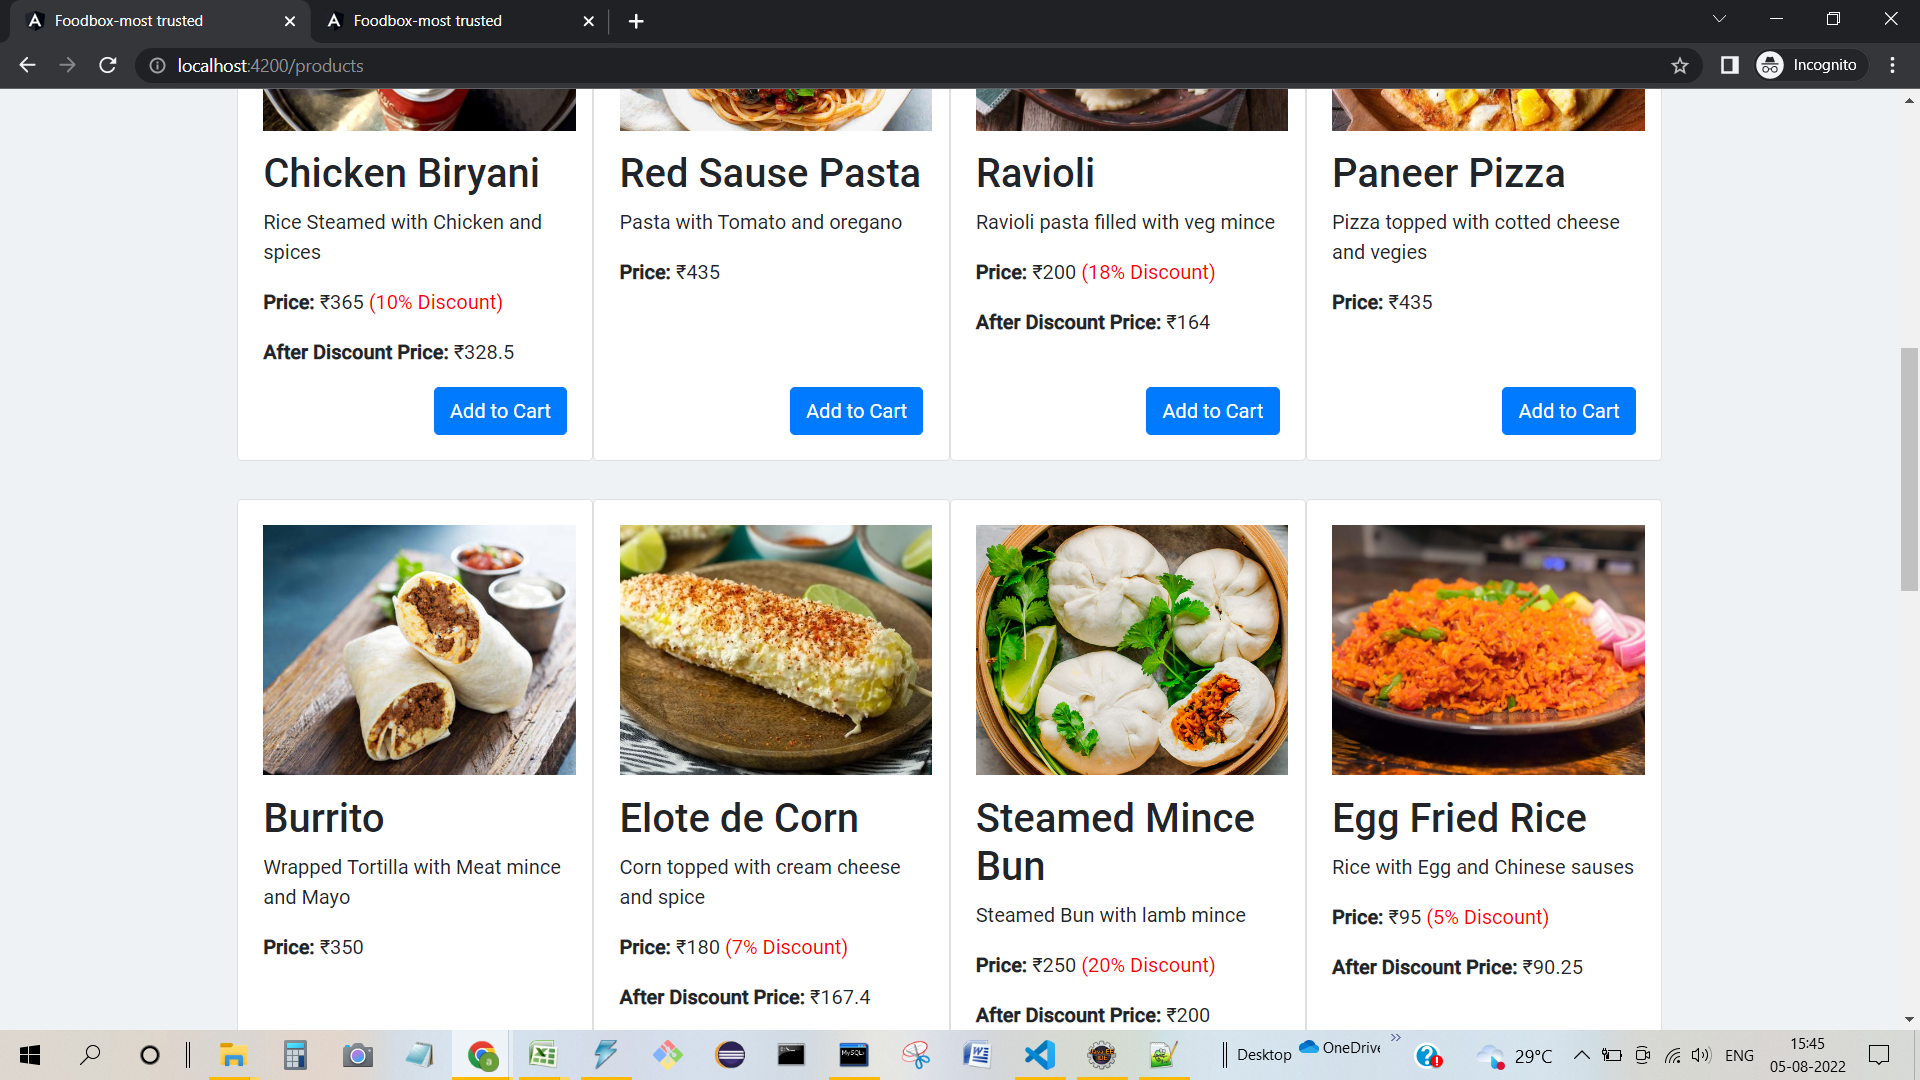 Foodbox-most trusted
Foodbox-most trusted
localhost:4200/products
Incognito
Chicken Biryani
Rice Steamed with Chicken and
spices
Price: ₹365 (10% Discount)
After Discount Price: ₹328.5
Add to Cart
Red Sause Pasta
Pasta with Tomato and oregano
Price: ₹435
Add to Cart
Ravioli
Ravioli pasta filled with veg mince
Price: ₹200 (18% Discount)
After Discount Price: ₹164
Add to Cart
Paneer Pizza
Pizza topped with cotted cheese
and vegies
Price: ₹435
Add to Cart
Burrito
Wrapped Tortilla with Meat mince
and Mayo
Price: ₹350
Elote de Corn
Corn topped with cream cheese
and spice
Price: ₹180 (7% Discount)
After Discount Price: ₹167.4
Steamed Mince
Bun
Steamed Bun with lamb mince
Price: ₹250 (20% Discount)
After Discount Price: ₹200
Egg Fried Rice
Rice with Egg and Chinese sauses
Price: ₹95 (5% Discount)
After Discount Price: ₹90.25
Desktop
OneDrive
29°C
ENG
15:45
05-08-2022